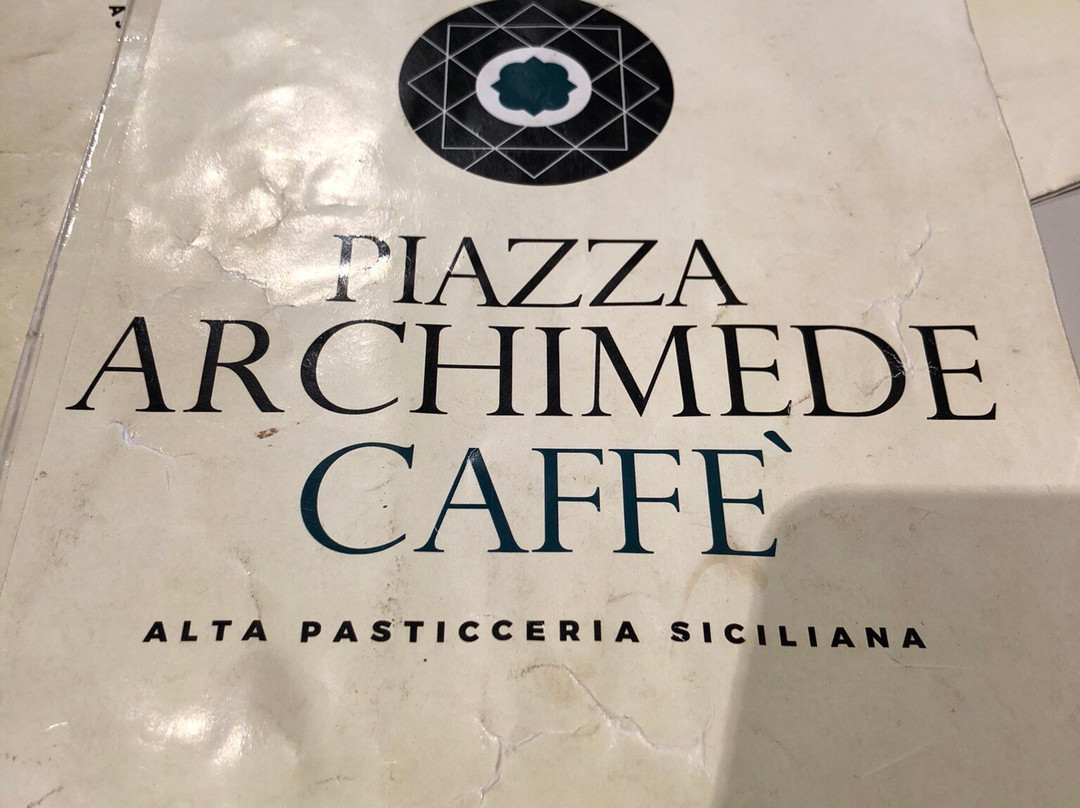 PIAZZA
ARCHIMEDE
CAFFÈ
ALTA PASTICCERIA SICILIANA